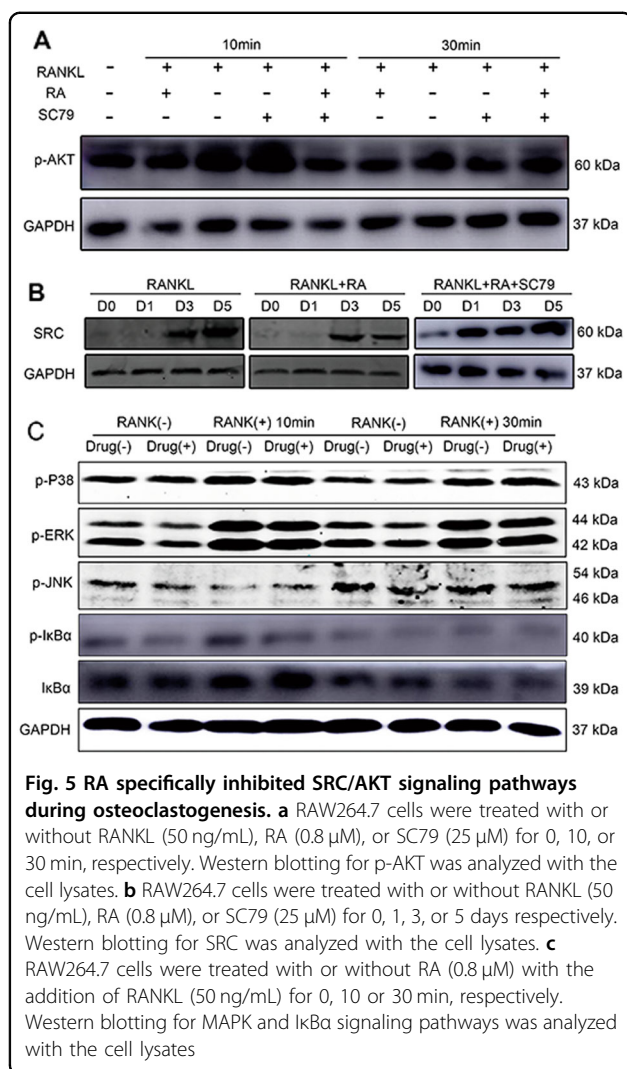 A
10min 30min
RANKL - + + + + + + + +
RA - + - - + + - - +
SC79 - - - + + - - + +
p-AKT 60 kDa
GAPDH 37 kDa
B
RANKL RANKL+RA RANKL+RA+SC79
D0 D1 D3 D5 D0 D1 D3 D5 D0 D1 D3 D5
SRC 60 kDa
GAPDH 37 kDa
C
RANK(-) RANK(+) 10min RANK(-) RANK(+) 30min
Drug(-) Drug(+) Drug(-) Drug(+) Drug(-) Drug(+) Drug(-) Drug(+)
p-P38 43 kDa
p-ERK 44 kDa
42 kDa
p-JNK 54 kDa
46 kDa
p-IκBα 40 kDa
IκBα 39 kDa
GAPDH 37 kDa
Fig. 5 RA specifically inhibited SRC/AKT signaling pathways
during osteoclastogenesis. a RAW264.7 cells were treated with or
without RANKL (50 ng/mL), RA (0.8 μM), or SC79 (25 μM) for 0, 10, or
30 min, respectively. Western blotting for p-AKT was analyzed with the
cell lysates. b RAW264.7 cells were treated with or without RANKL (50
ng/mL), RA (0.8 μM), or SC79 (25 μM) for 0, 1, 3, or 5 days respectively.
Western blotting for SRC was analyzed with the cell lysates. c
RAW264.7 cells were treated with or without RA (0.8 μM) with the
addition of RANKL (50 ng/mL) for 0, 10 or 30 min, respectively.
Western blotting for MAPK and IκBα signaling pathways was analyzed
with the cell lysates